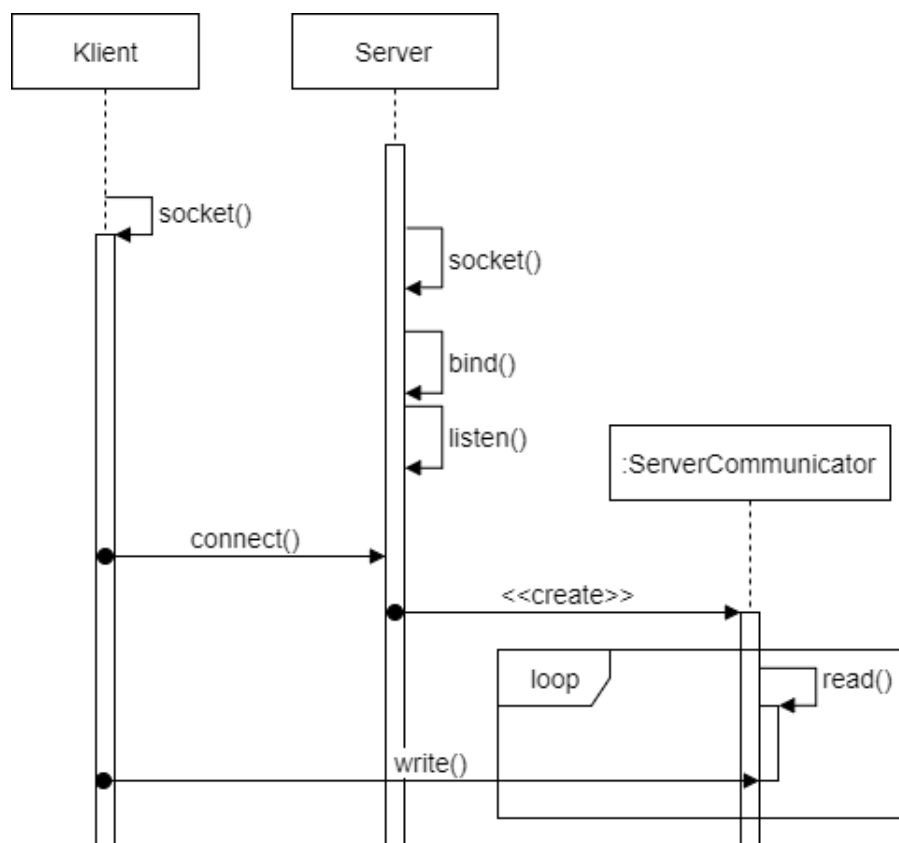 Klient
Server
socket()
socket()
bind()
listen()
:ServerCommunicator
connect()
<<create>>
loop
read()
write()